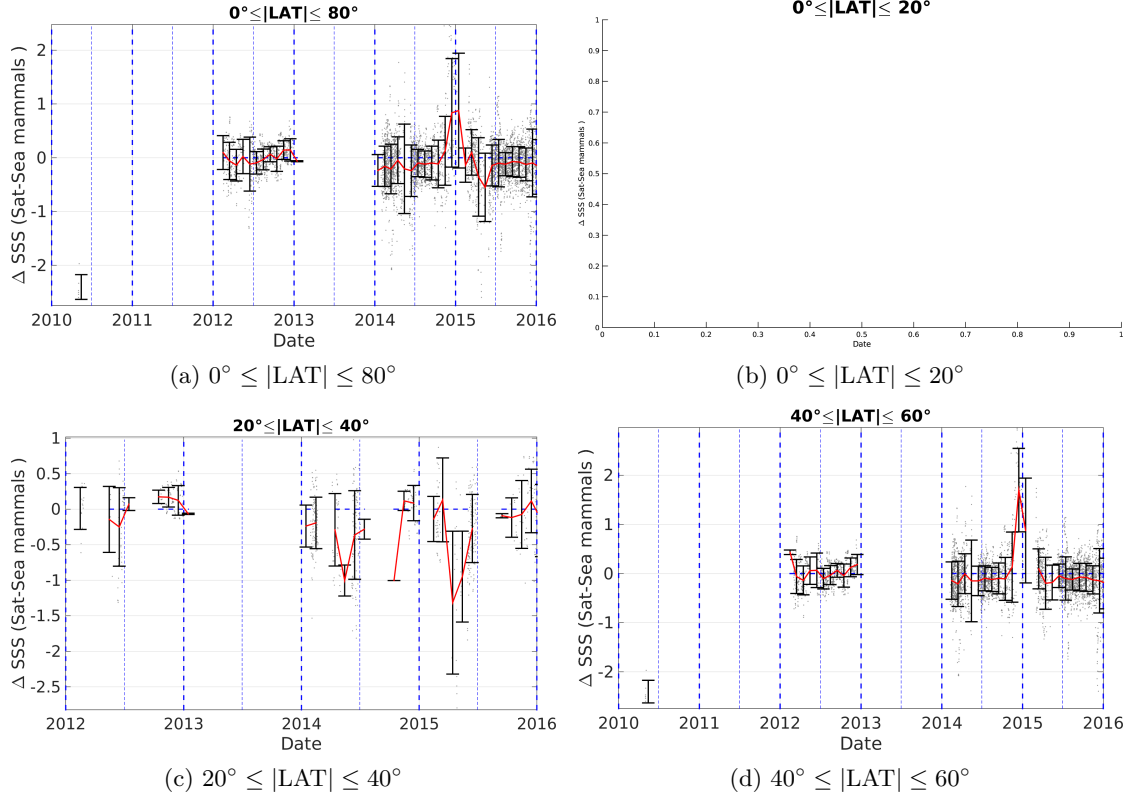 0°≤|LAT|≤ 80°
Δ SSS (Sat-Sea mammals )
2
1
0
-1
-2
2010 2011 2012 2013 2014 2015 2016
Date
(a) 0° ≤ |LAT| ≤ 80°
0°≤|LAT|≤ 20°
Δ SSS (Sat-Sea mammals )
1
0.9
0.8
0.7
0.6
0.5
0.4
0.3
0.2
0.1
0
0 0.1 0.2 0.3 0.4 0.5 0.6 0.7 0.8 0.9 1
Date
(b) 0° ≤ |LAT| ≤ 20°
20°≤|LAT|≤ 40°
Δ SSS (Sat-Sea mammals )
1
0.5
0
-0.5
-1
-1.5
-2
-2.5
2012 2013 2014 2015 2016
Date
(c) 20° ≤ |LAT| ≤ 40°
40°≤|LAT|≤ 60°
Δ SSS (Sat-Sea mammals )
2
1
0
-1
-2
2010 2011 2012 2013 2014 2015 2016
Date
(d) 40° ≤ |LAT| ≤ 60°